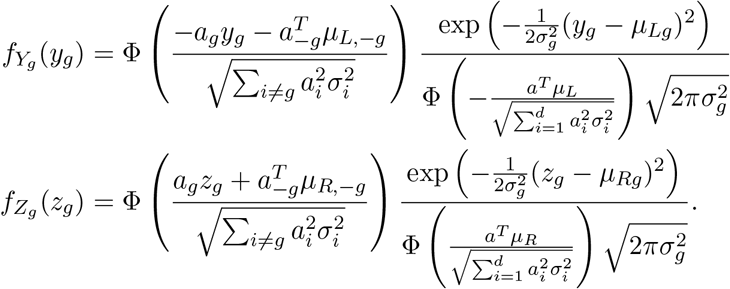 f_{Y_g}(y_g) = \Phi \left( \frac{-a_g y_g - a_{-g}^T \mu_{L,-g}}{\sqrt{\sum_{i \neq g} a_i^2 \sigma_i^2}} \right) \frac{\exp\left(-\frac{1}{2\sigma_g^2}(y_g - \mu_{Lg})^2\right)}{\Phi\left(-\frac{a^T \mu_L}{\sqrt{\sum_{i=1}^d a_i^2 \sigma_i^2}}\right) \sqrt{2\pi\sigma_g^2}}
f_{Z_g}(z_g) = \Phi \left( \frac{a_g z_g + a_{-g}^T \mu_{R,-g}}{\sqrt{\sum_{i \neq g} a_i^2 \sigma_i^2}} \right) \frac{\exp\left(-\frac{1}{2\sigma_g^2}(z_g - \mu_{Rg})^2\right)}{\Phi\left(\frac{a^T \mu_R}{\sqrt{\sum_{i=1}^d a_i^2 \sigma_i^2}}\right) \sqrt{2\pi\sigma_g^2}}.